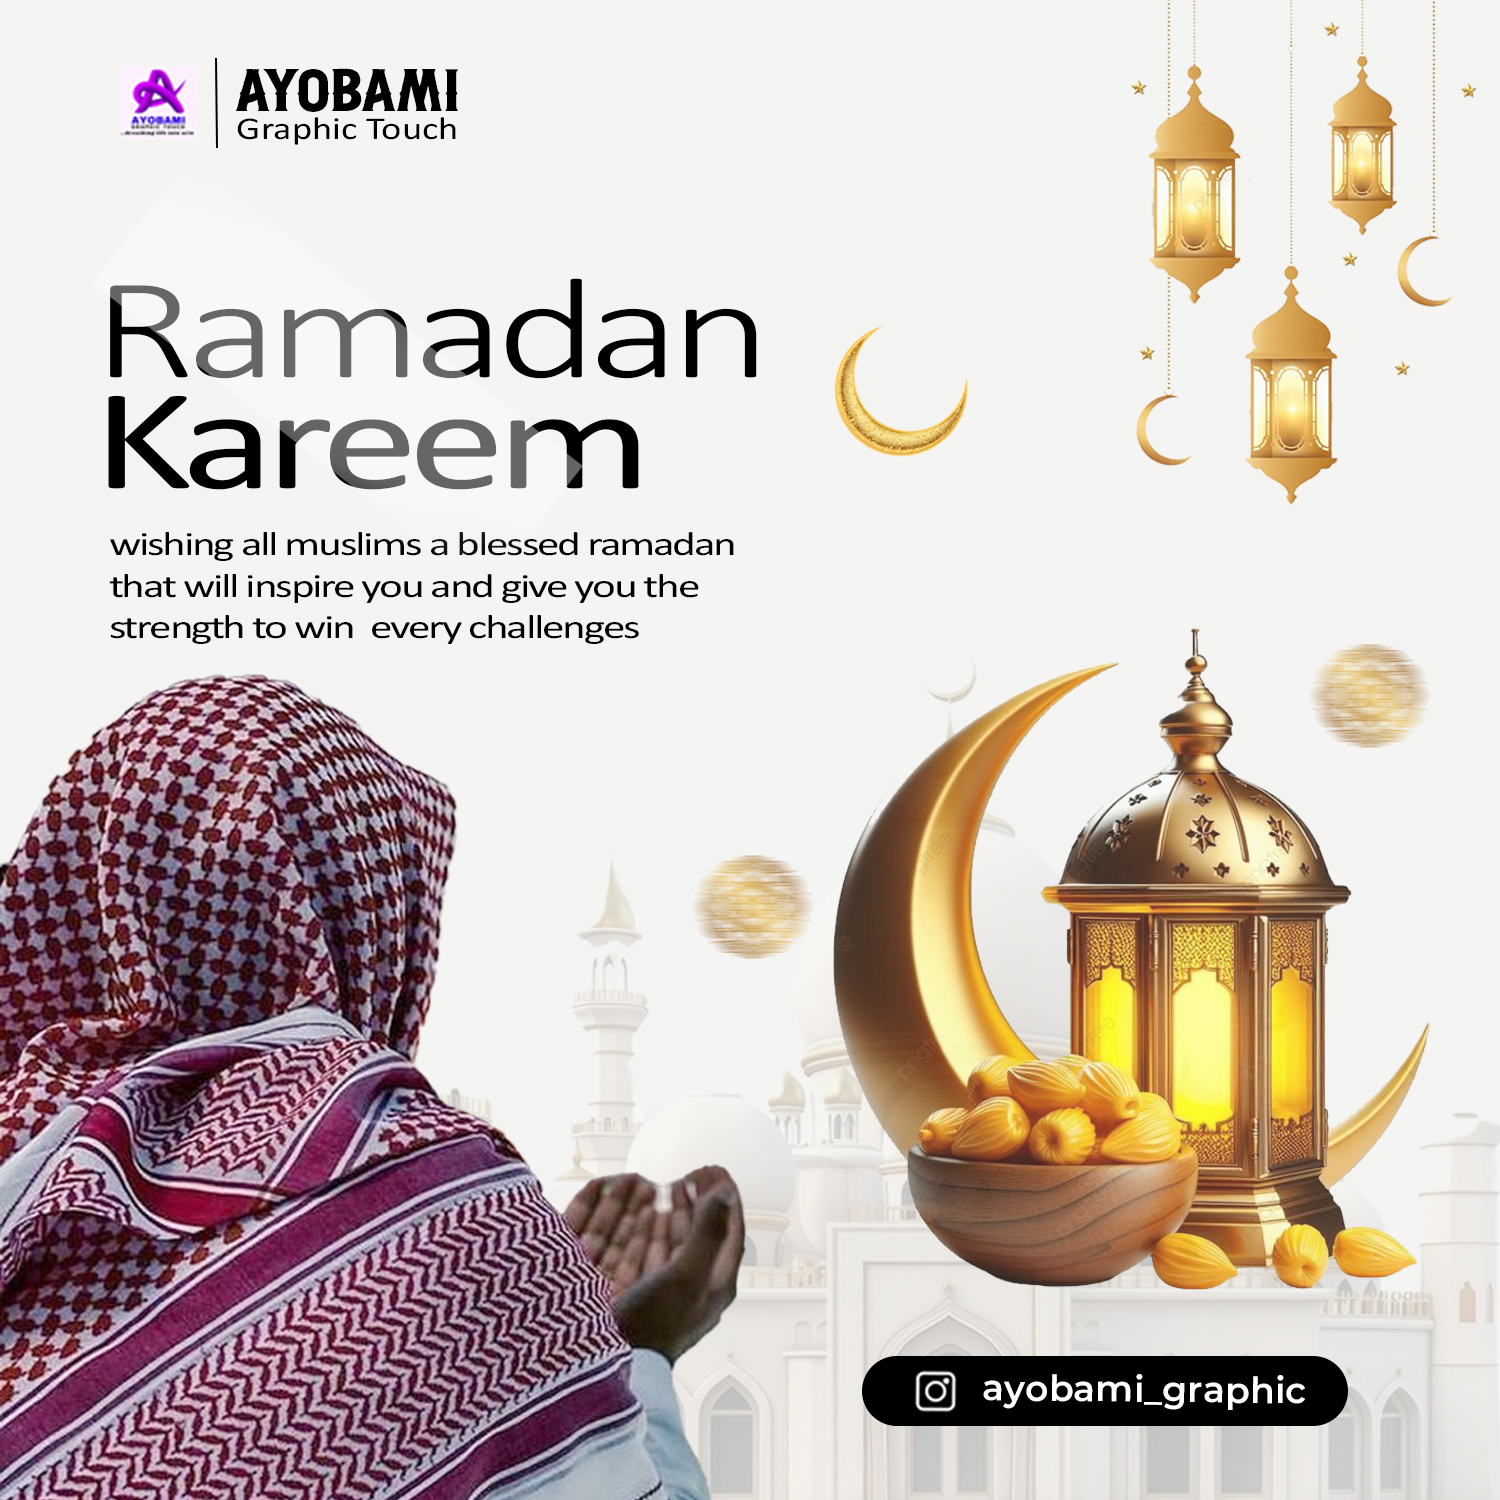 AYOBAMI
AYOBAMI
Graphic Touch
Ramadan
Kareem
wishing all muslims a blessed ramadan
that will inspire you and give you the
strength to win every challenges
ayobami_graphic